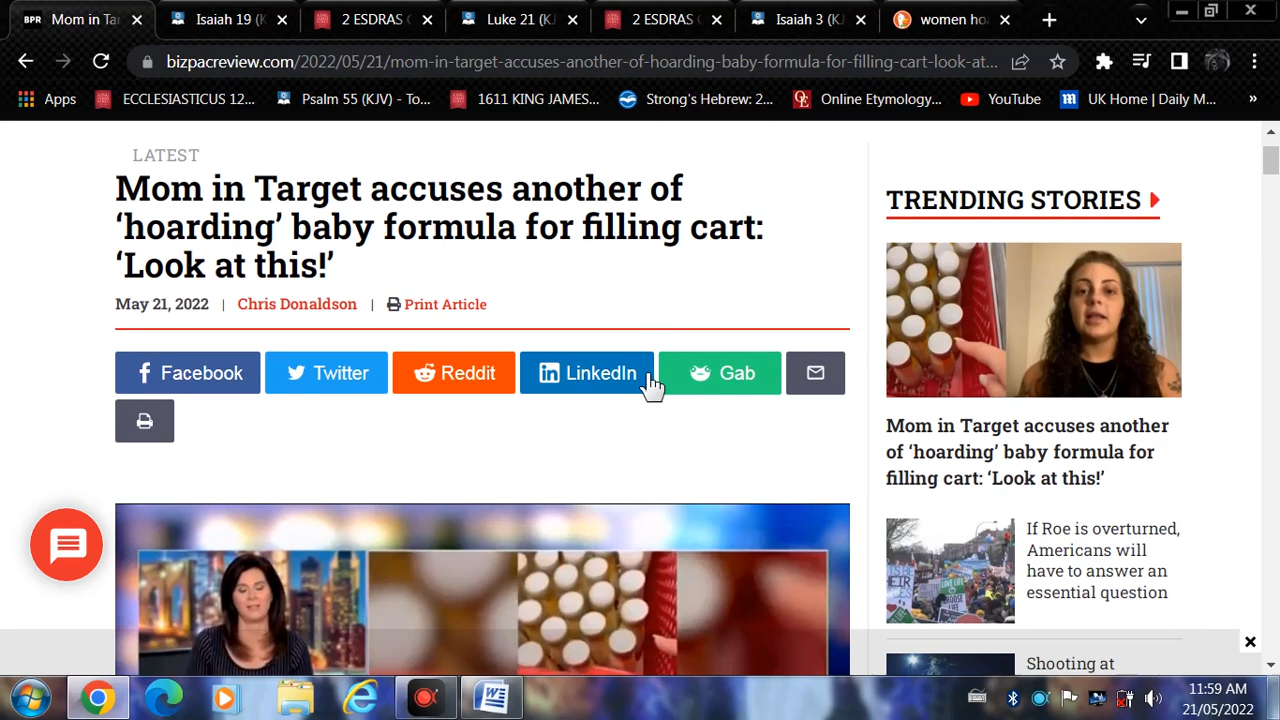 BPR Mom in Ta
Isaiah 19 (K
2 ESDRAS
Luke 21 (KJ
2 ESDRAS
Isaiah 3 (KJ
women ho
bizpacreview.com/2022/05/21/mom-in-target-accuses-another-of-hoarding-baby-formula-for-filling-cart-look-at...
Apps
ECCLESIASTICUS 12...
Psalm 55 (KJV) - To...
1611 KING JAMES...
Strong's Hebrew: 2...
Online Etymology...
YouTube
UK Home | Daily M...
»
LATEST
Mom in Target accuses another of
‘hoarding’ baby formula for filling cart:
‘Look at this!’
May 21, 2022 | Chris Donaldson | Print Article
Facebook
Twitter
Reddit
LinkedIn
Gab
TRENDING STORIES
Mom in Target accuses another
of ‘hoarding’ baby formula for
filling cart: ‘Look at this!’
If Roe is overturned,
Americans will
have to answer an
essential question
Shooting at
11:59 AM
21/05/2022